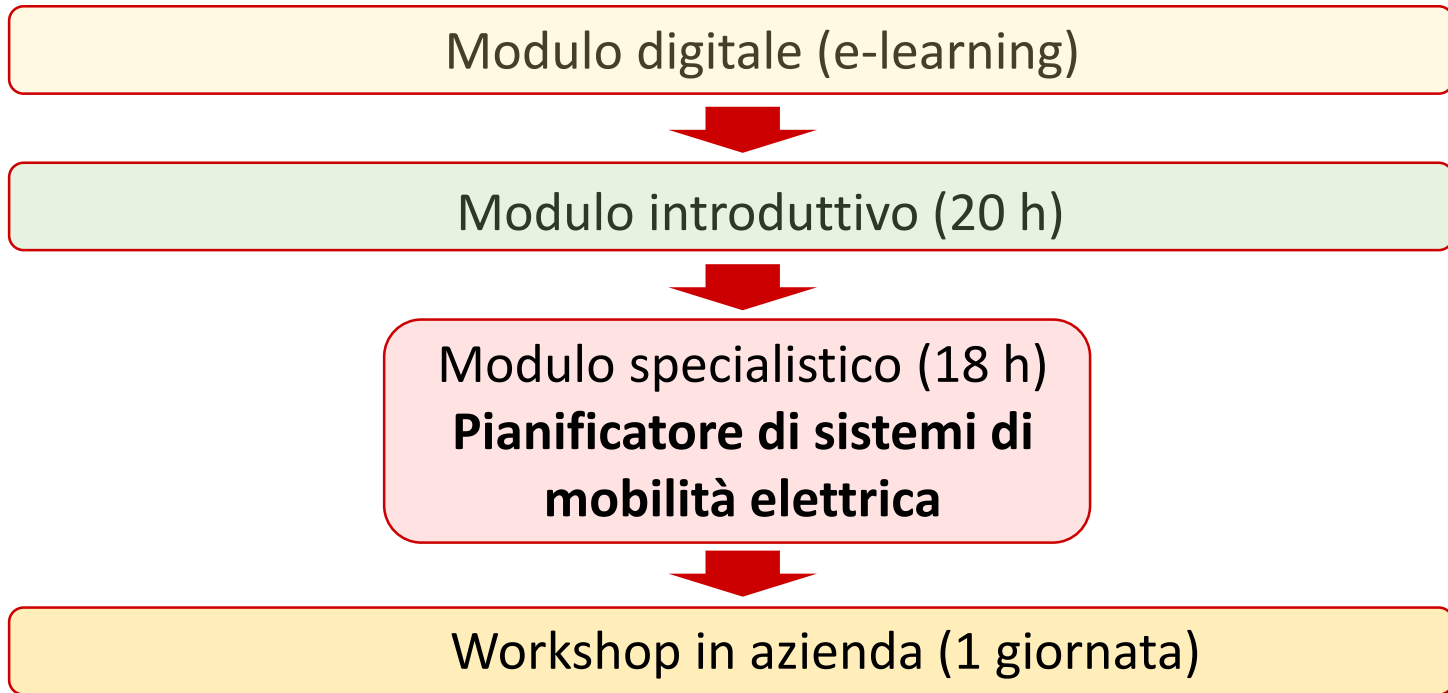 Modulo digitale (e-learning)
Modulo introduttivo (20 h)
Modulo specialistico (18 h)
Pianificatore di sistemi di
mobilità elettrica
Workshop in azienda (1 giornata)